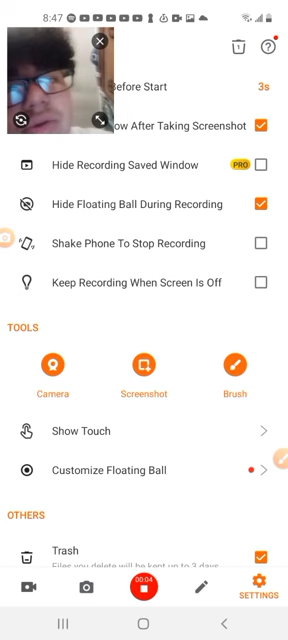 8:47
Before Start 3s
ow After Taking Screenshot
Hide Recording Saved Window PRO
Hide Floating Ball During Recording
Shake Phone To Stop Recording
Keep Recording When Screen Is Off
TOOLS
Camera Screenshot Brush
Show Touch
Customize Floating Ball
OTHERS
Trash
Files you delete will be kept up to 3 days
00:04
SETTINGS